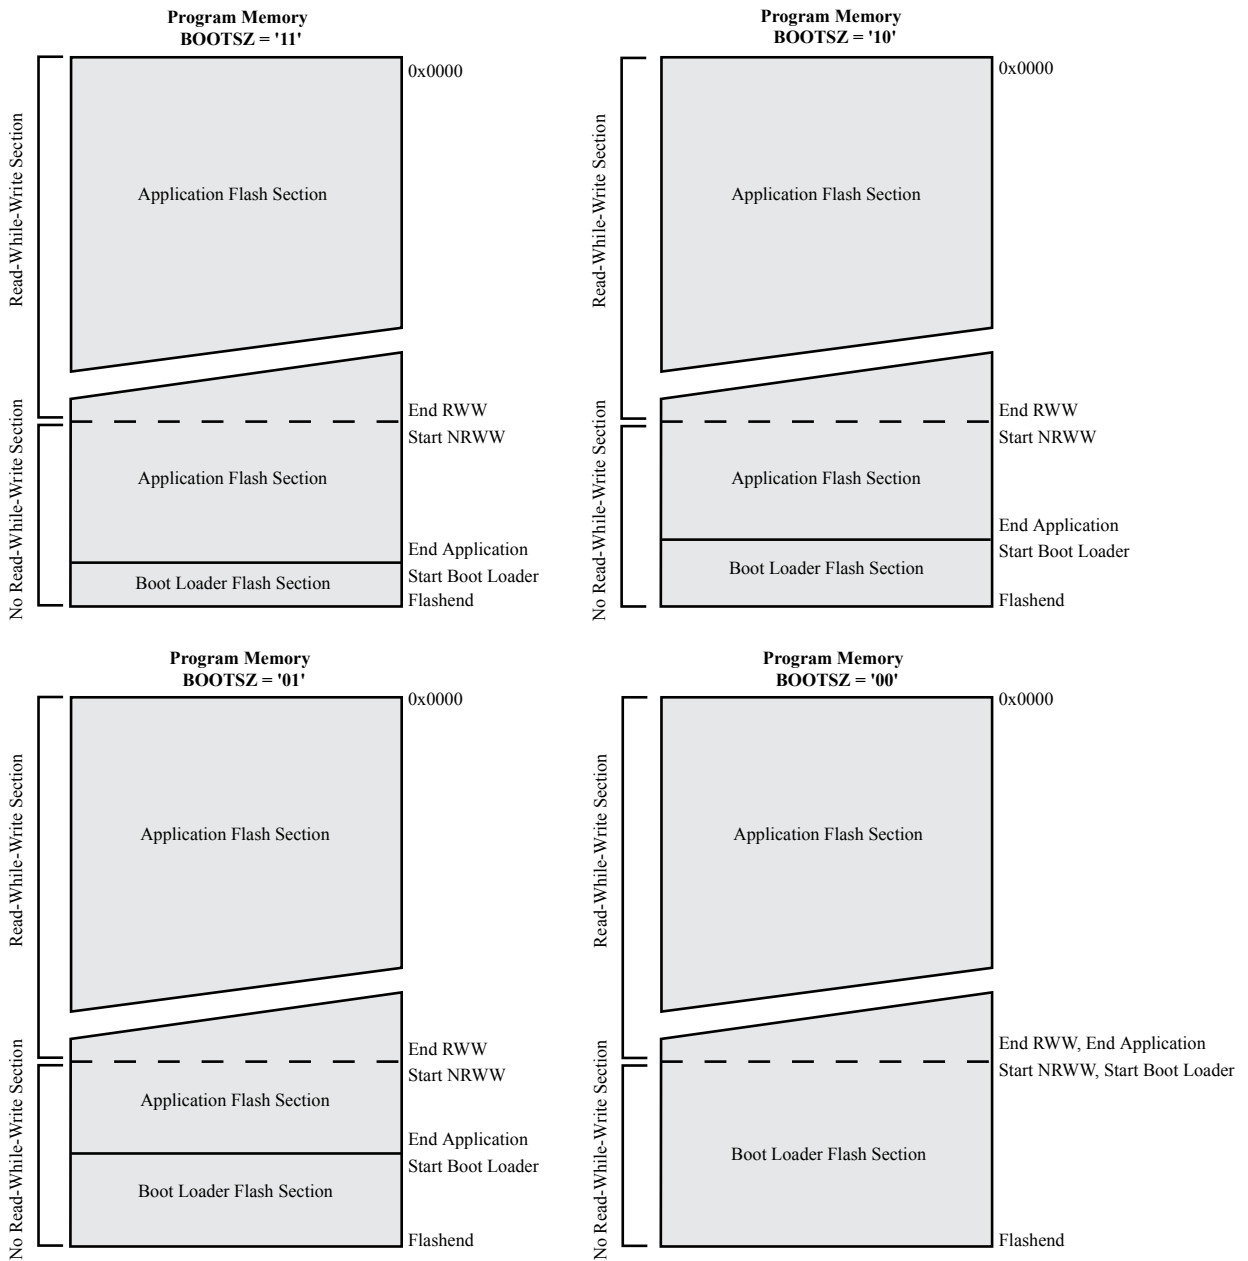 Program Memory
BOOTSZ = '11'
0x0000
Read-While-Write Section
Application Flash Section
End RWW
Start NRWW
No Read-While-Write Section
Application Flash Section
End Application
Start Boot Loader
Boot Loader Flash Section
Flashend
Program Memory
BOOTSZ = '10'
0x0000
Read-While-Write Section
Application Flash Section
End RWW
Start NRWW
No Read-While-Write Section
Application Flash Section
End Application
Start Boot Loader
Boot Loader Flash Section
Flashend
Program Memory
BOOTSZ = '01'
0x0000
Read-While-Write Section
Application Flash Section
End RWW
Start NRWW
No Read-While-Write Section
Application Flash Section
End Application
Start Boot Loader
Boot Loader Flash Section
Flashend
Program Memory
BOOTSZ = '00'
0x0000
Read-While-Write Section
Application Flash Section
End RWW, End Application
Start NRWW, Start Boot Loader
No Read-While-Write Section
Boot Loader Flash Section
Flashend